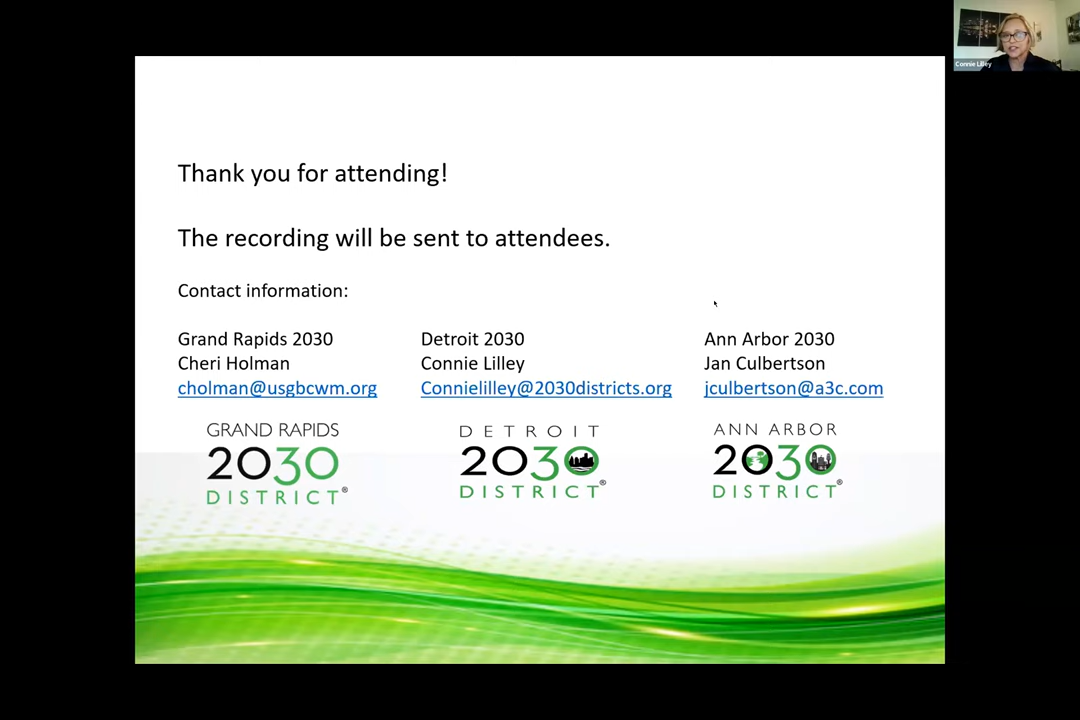 Connie Lilley
Thank you for attending!
The recording will be sent to attendees.
Contact information:
Grand Rapids 2030
Cheri Holman
cholman@usgbcwm.org
Detroit 2030
Connie Lilley
Connielilley@2030districts.org
Ann Arbor 2030
Jan Culbertson
jculbertson@a3c.com
GRAND RAPIDS
2030
DISTRICT®
DETROIT
2030
DISTRICT®
ANN ARBOR
2030
DISTRICT®